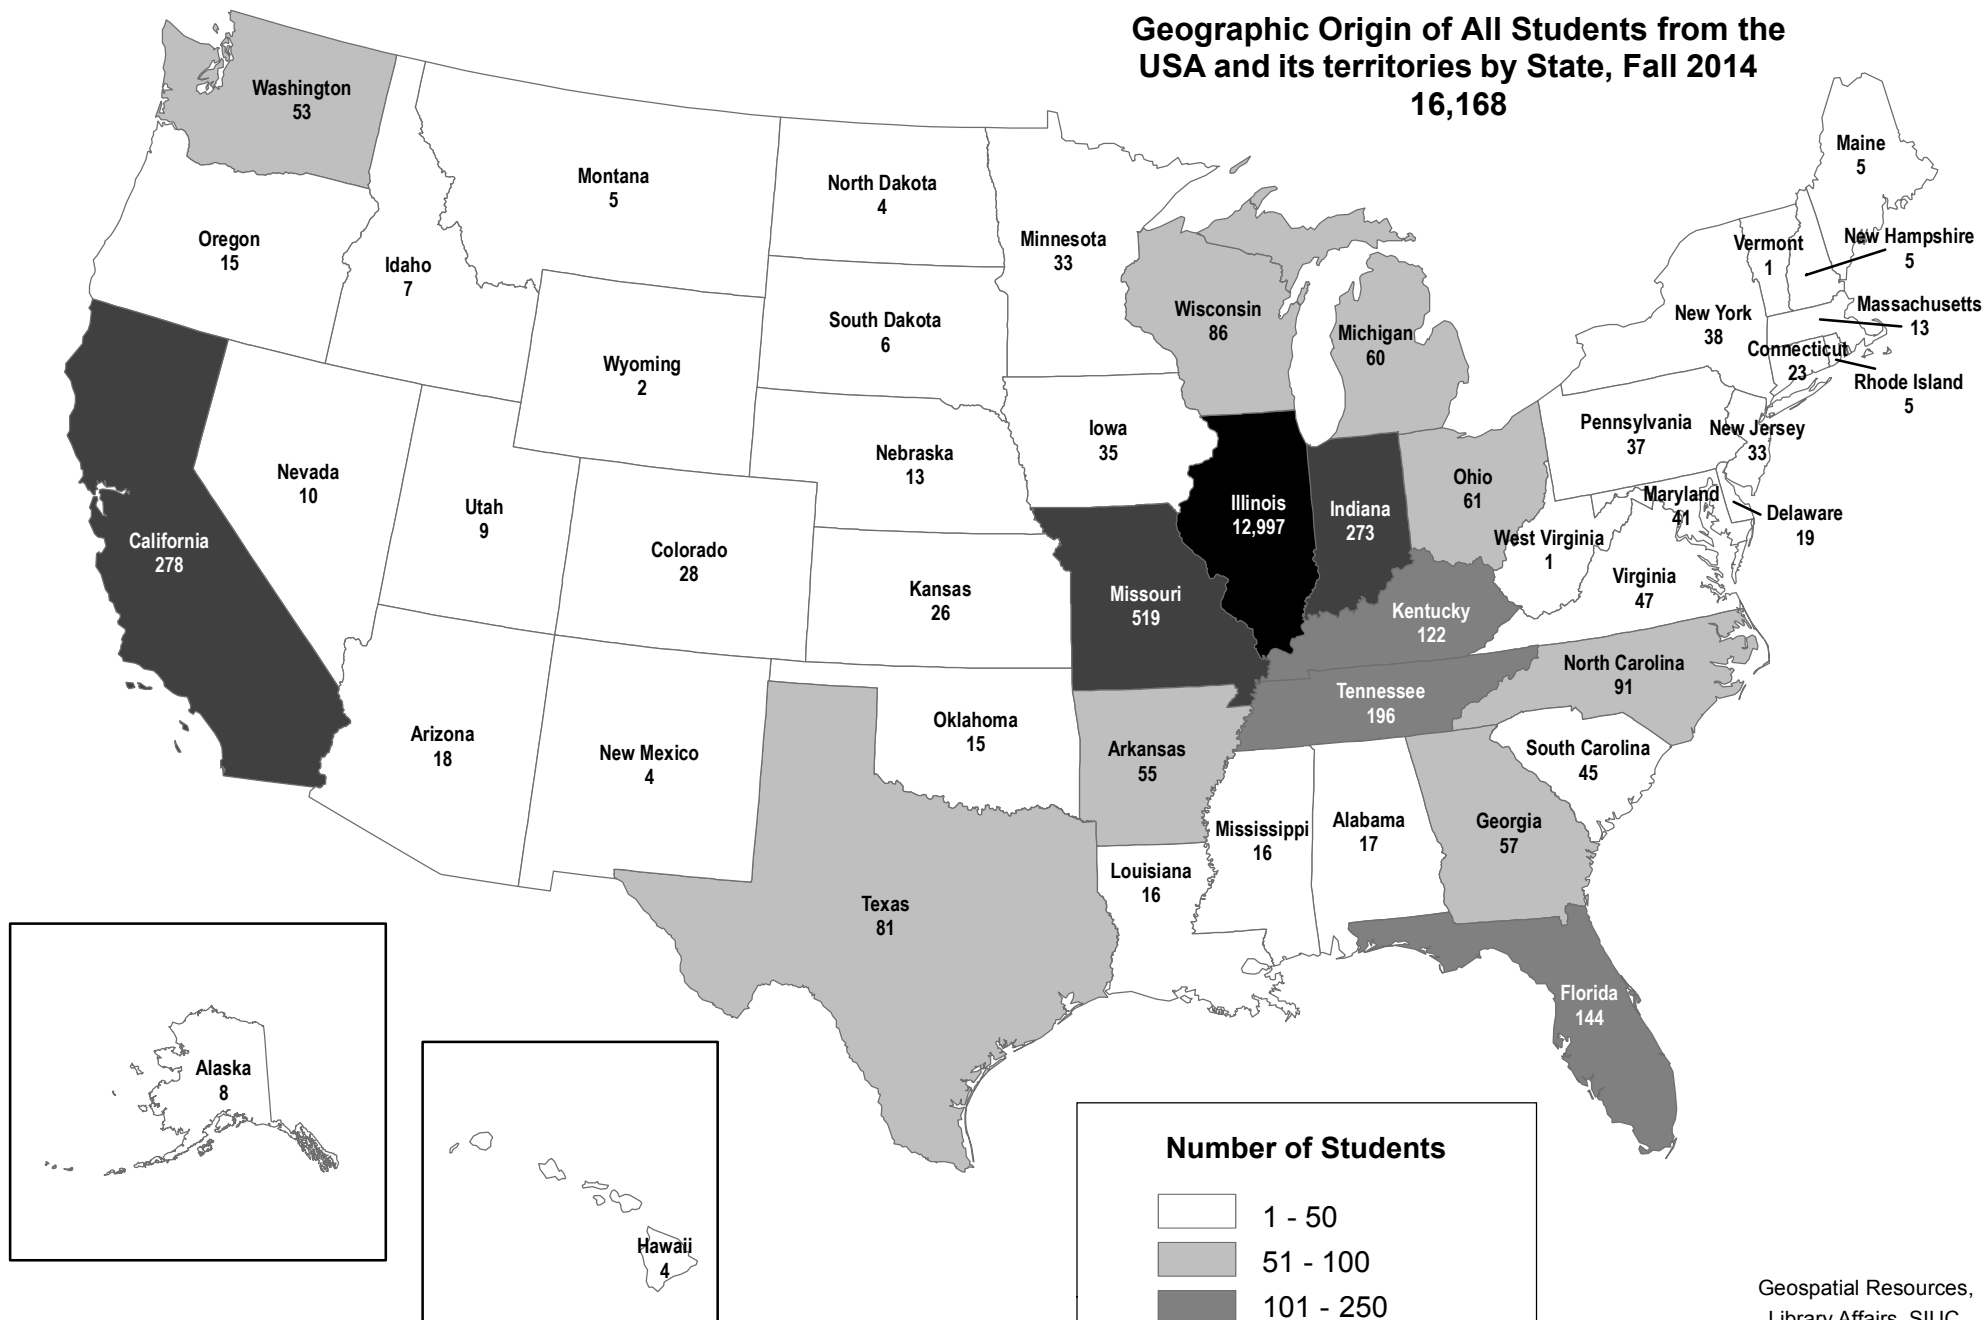 Geographic Origin of All Students from the
USA and its territories by State, Fall 2014
16,168
Washington
53
Montana
5
North Dakota
4
Minnesota
33
Maine
5
Oregon
15
Idaho
7
Vermont
1
New Hampshire
5
Massachusetts
13
New York
38
Connecticut
23
Rhode Island
5
Wisconsin
86
Michigan
60
South Dakota
6
Wyoming
2
Iowa
35
Pennsylvania
37
New Jersey
33
Nebraska
13
Nevada
10
Utah
9
Ohio
61
Maryland
41
Delaware
19
Illinois
12,997
Indiana
273
California
278
Colorado
28
West Virginia
1
Virginia
47
Kansas
26
Missouri
519
Kentucky
122
North Carolina
91
Tennessee
196
Arizona
18
New Mexico
4
Oklahoma
15
Arkansas
55
South Carolina
45
Mississippi
16
Alabama
17
Georgia
57
Louisiana
16
Texas
81
Florida
144
Alaska
8
Hawaii
4
Number of Students
1 - 50
51 - 100
101 - 250
Geospatial Resources,
Library Affairs, SIUC